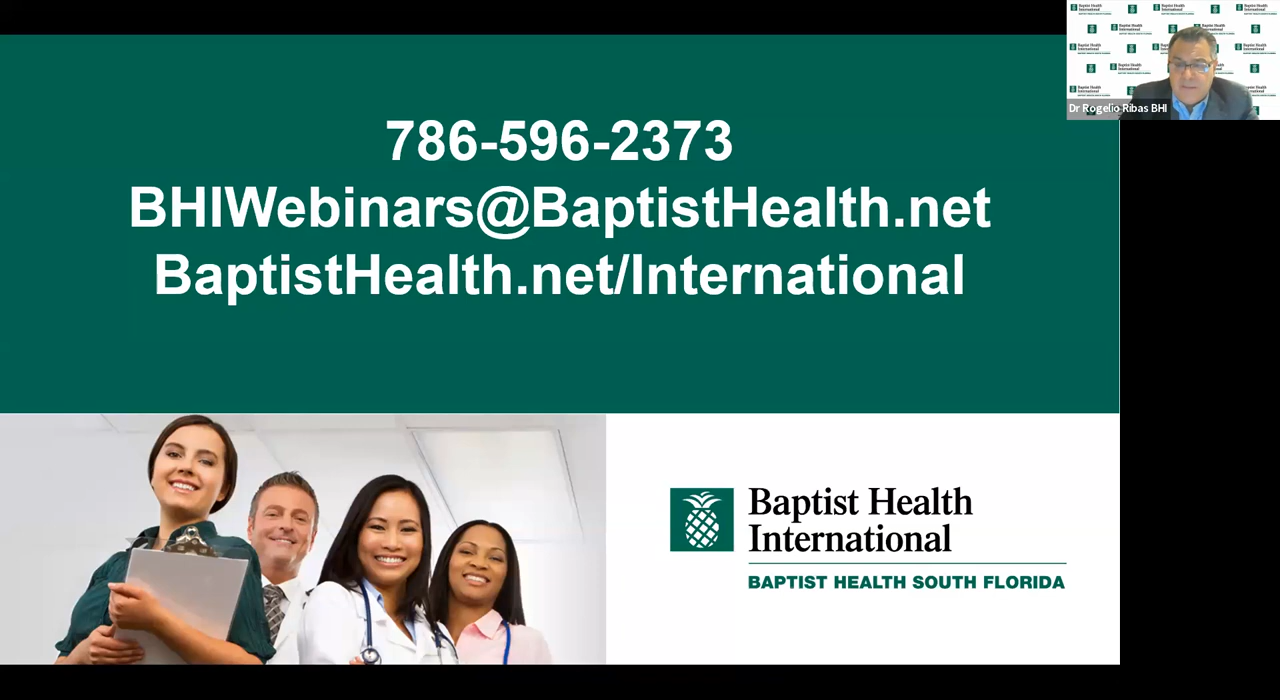 786-596-2373
BHIWebinars@BaptistHealth.net
BaptistHealth.net/International
Baptist Health
International
BAPTIST HEALTH SOUTH FLORIDA
Dr Rogelio Ribas BHI